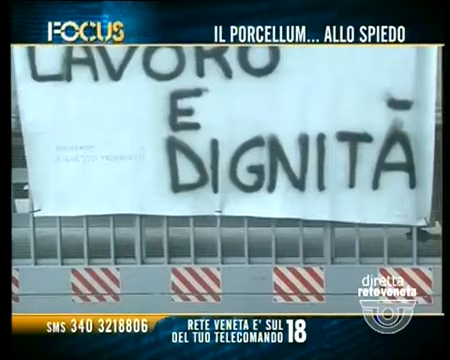 FOCUS
IL PORCELLUM... ALLO SPIEDO
LAVORO
E
DIGNITÀ
diretta
reteveneta
SMS 340 3218806
RETE VENETA E' SUL
DEL TUO TELECOMANDO 18